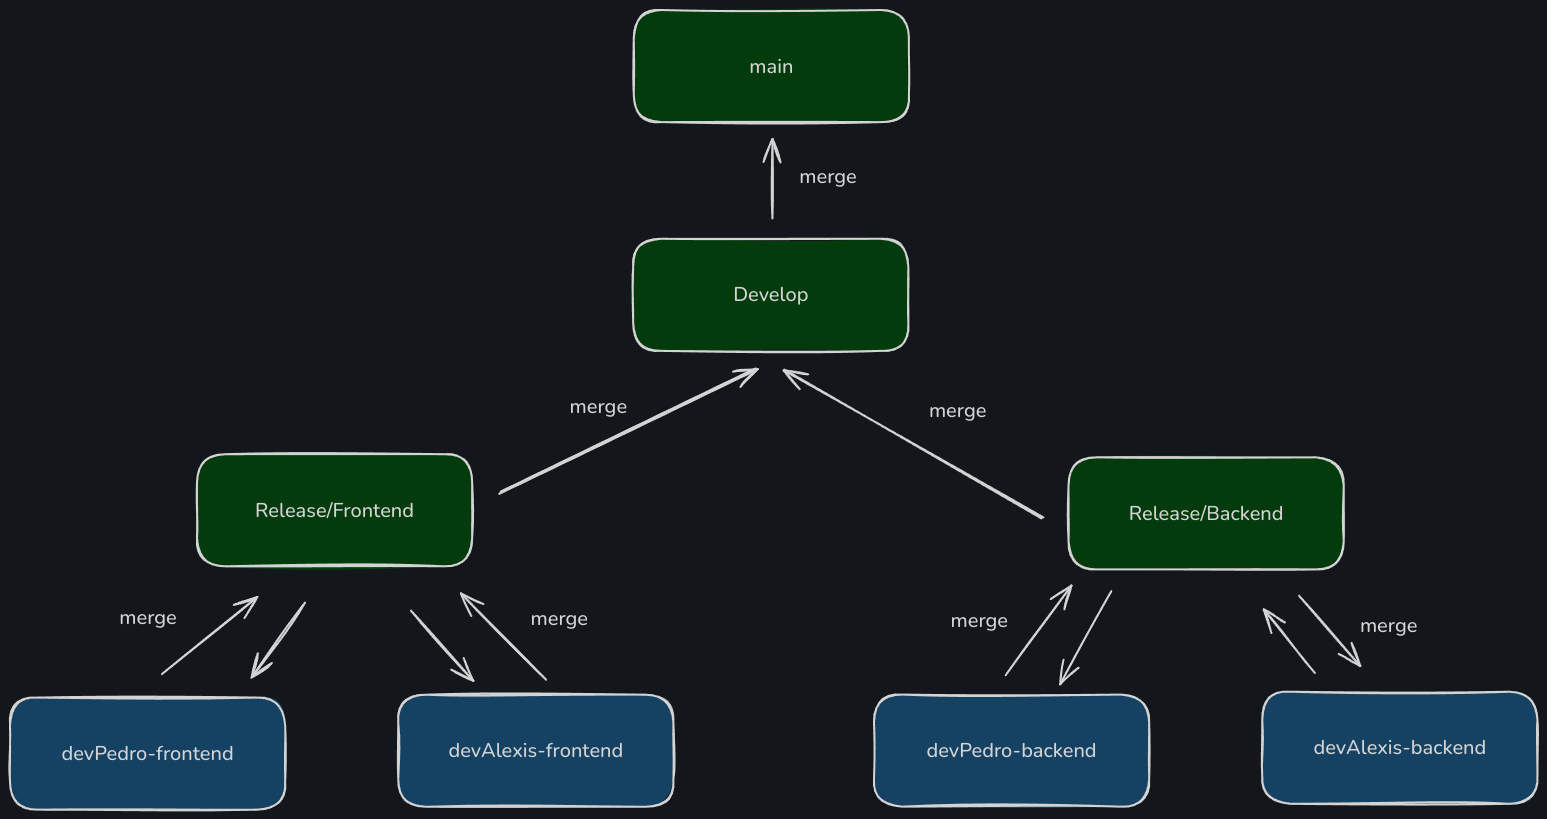 main
merge
Develop
merge
merge
Release/Frontend
Release/Backend
merge
merge
merge
merge
devPedro-frontend
devAlexis-frontend
devPedro-backend
devAlexis-backend